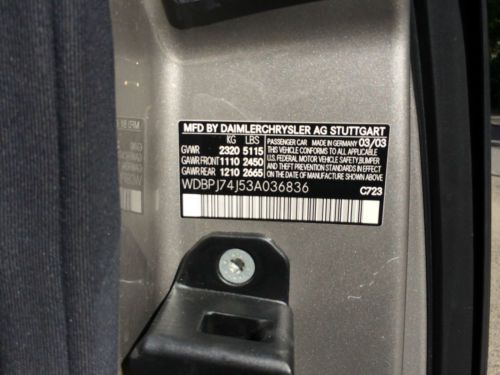 MFD BY DAIMLERCHRYSLER AG STUTTGART
KG LBS
GVWR 2320 5115
GAWR FRONT 1110 2450
GAWR REAR 1210 2665
PASSENGER CAR MADE IN GERMANY 03/03
THIS VEHICLE CONFORMS TO ALL APPLICABLE
U.S. FEDERAL MOTOR VEHICLE SAFETY, BUMPER
AND THEFT PREVENTION STANDARDS IN EFFECT
ON THE DATE OF MANUFACTURE SHOWN ABOVE
WDBPJ74J53A036836
C723